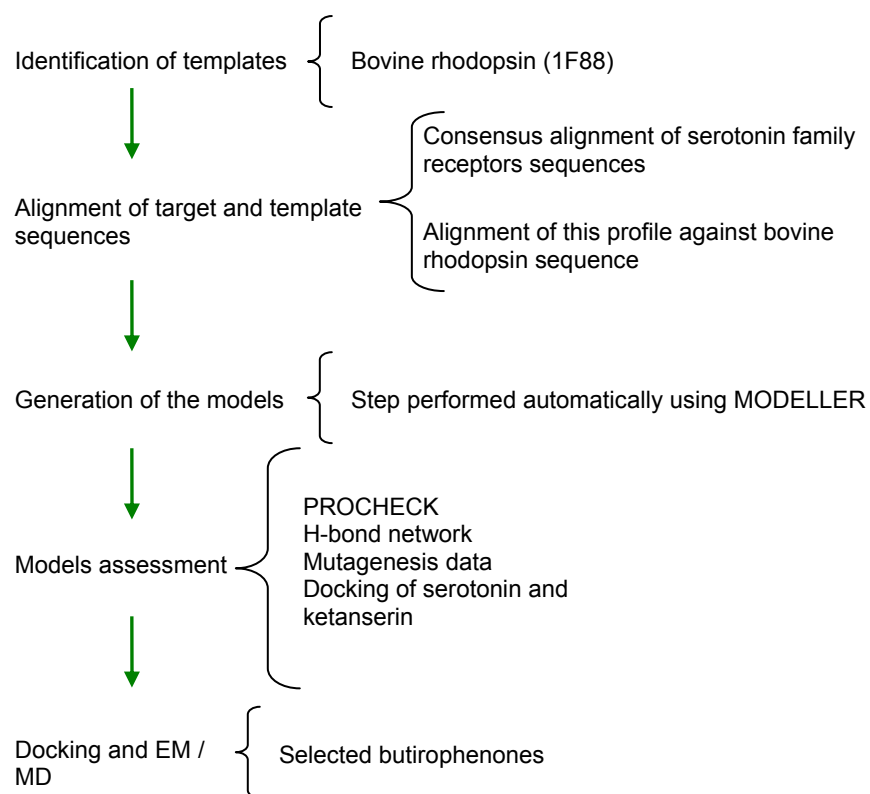 Identification of templates
Bovine rhodopsin (1F88)
Consensus alignment of serotonin family
receptors sequences
Alignment of target and template
sequences
Alignment of this profile against bovine
rhodopsin sequence
Generation of the models
Step performed automatically using MODELLER
Models assessment
PROCHECK
H-bond network
Mutagenesis data
Docking of serotonin and
ketanserin
Docking and EM /
MD
Selected butirophenones